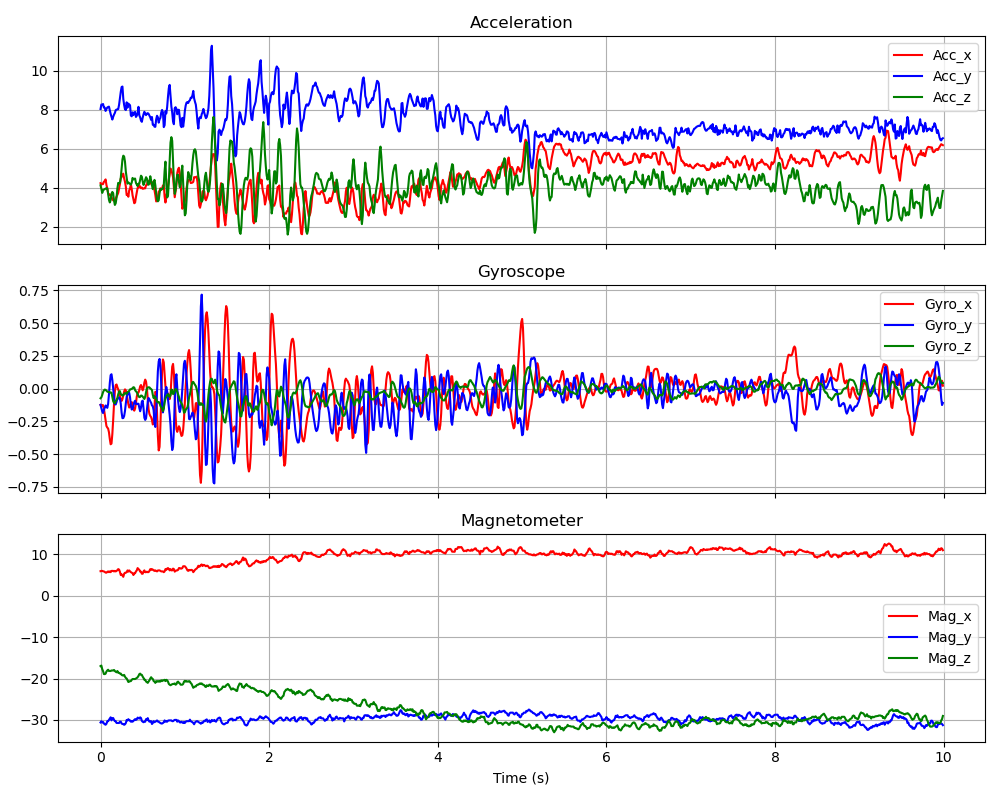 Acceleration
10
8
6
4
2
Acc_x
Acc_y
Acc_z
Gyroscope
0.75
0.50
0.25
0.00
−0.25
−0.50
−0.75
Gyro_x
Gyro_y
Gyro_z
Magnetometer
10
0
−10
−20
−30
Mag_x
Mag_y
Mag_z
0 2 4 6 8 10
Time (s)